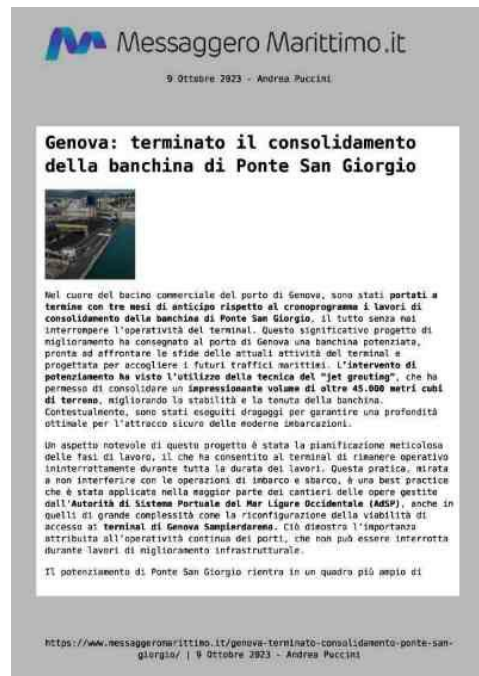 Messaggero Marittimo.it
9 Ottobre 2023 - Andrea Puccini
Genova: terminato il consolidamento
della banchina di Ponte San Giorgio
Nel cuore del bacino commerciale del porto di Genova, sono stati portati a
termine con tre mesi di anticipo rispetto al cronoprogramma i lavori di
consolidamento della banchina di Ponte San Giorgio, il tutto senza mai
interrompere l'operatività del terminal. Questo significativo progetto di
miglioramento ha consegnato al porto di Genova una banchina potenziata,
pronta ad affrontare le sfide delle attuali attività del terminal e
progettata per accogliere i futuri traffici marittimi. L'intervento di
potenziamento ha visto l'utilizzo della tecnica del "jet grouting", che ha
permesso di consolidare un impressionante volume di oltre 45.000 metri cubi
di terreno, migliorando la stabilità e la tenuta della banchina.
Contestualmente, sono stati eseguiti dragaggi per garantire una profondità
ottimale per l'attracco sicuro delle moderne imbarcazioni.
Un aspetto notevole di questo progetto è stata la pianificazione meticolosa
delle fasi di lavoro, il che ha consentito al terminal di rimanere operativo
ininterrottamente durante tutta la durata dei lavori. Questa pratica, mirata
a non interferire con le operazioni di imbarco e sbarco, è una best practice
che è stata applicata nella maggior parte dei cantieri delle opere gestite
dall'Autorità di Sistema Portuale del Mar Ligure Occidentale (AdSP), anche in
quelli di grande complessità come la riconfigurazione della viabilità di
accesso ai terminal di Genova Sampierdarena. Ciò dimostra l'importanza
attribuita all'operatività continua dei porti, che non può essere interrotta
durante lavori di miglioramento infrastrutturale.
Il potenziamento di Ponte San Giorgio rientra in un quadro più ampio di
https://www.messaggeromarittimo.it/genova-terminato-consolidamento-ponte-san-
giorgio/ | 9 Ottobre 2023 - Andrea Puccini